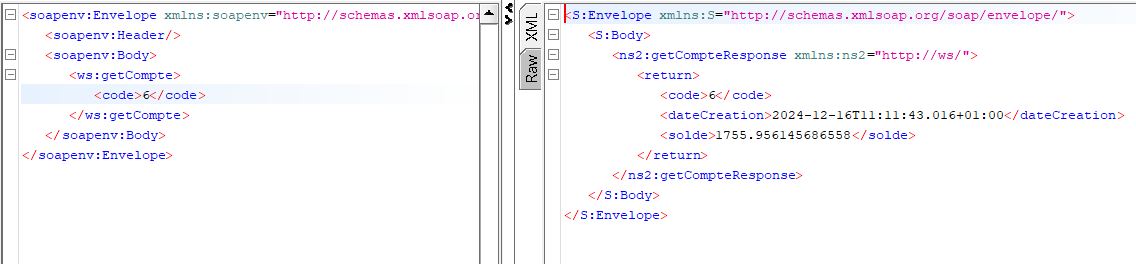 <soapenv:Envelope xmlns:soapenv="http://schemas.xmlsoap.or
<soapenv:Header/>
<soapenv:Body>
<ws:getCompte>
<code>6</code>
</ws:getCompte>
</soapenv:Body>
</soapenv:Envelope>
XML
Raw
<S:Envelope xmlns:S="http://schemas.xmlsoap.org/soap/envelope/">
<S:Body>
<ns2:getCompteResponse xmlns:ns2="http://ws/">
<return>
<code>6</code>
<dateCreation>2024-12-16T11:11:43.016+01:00</dateCreation>
<solde>1755.956145686558</solde>
</return>
</ns2:getCompteResponse>
</S:Body>
</S:Envelope>